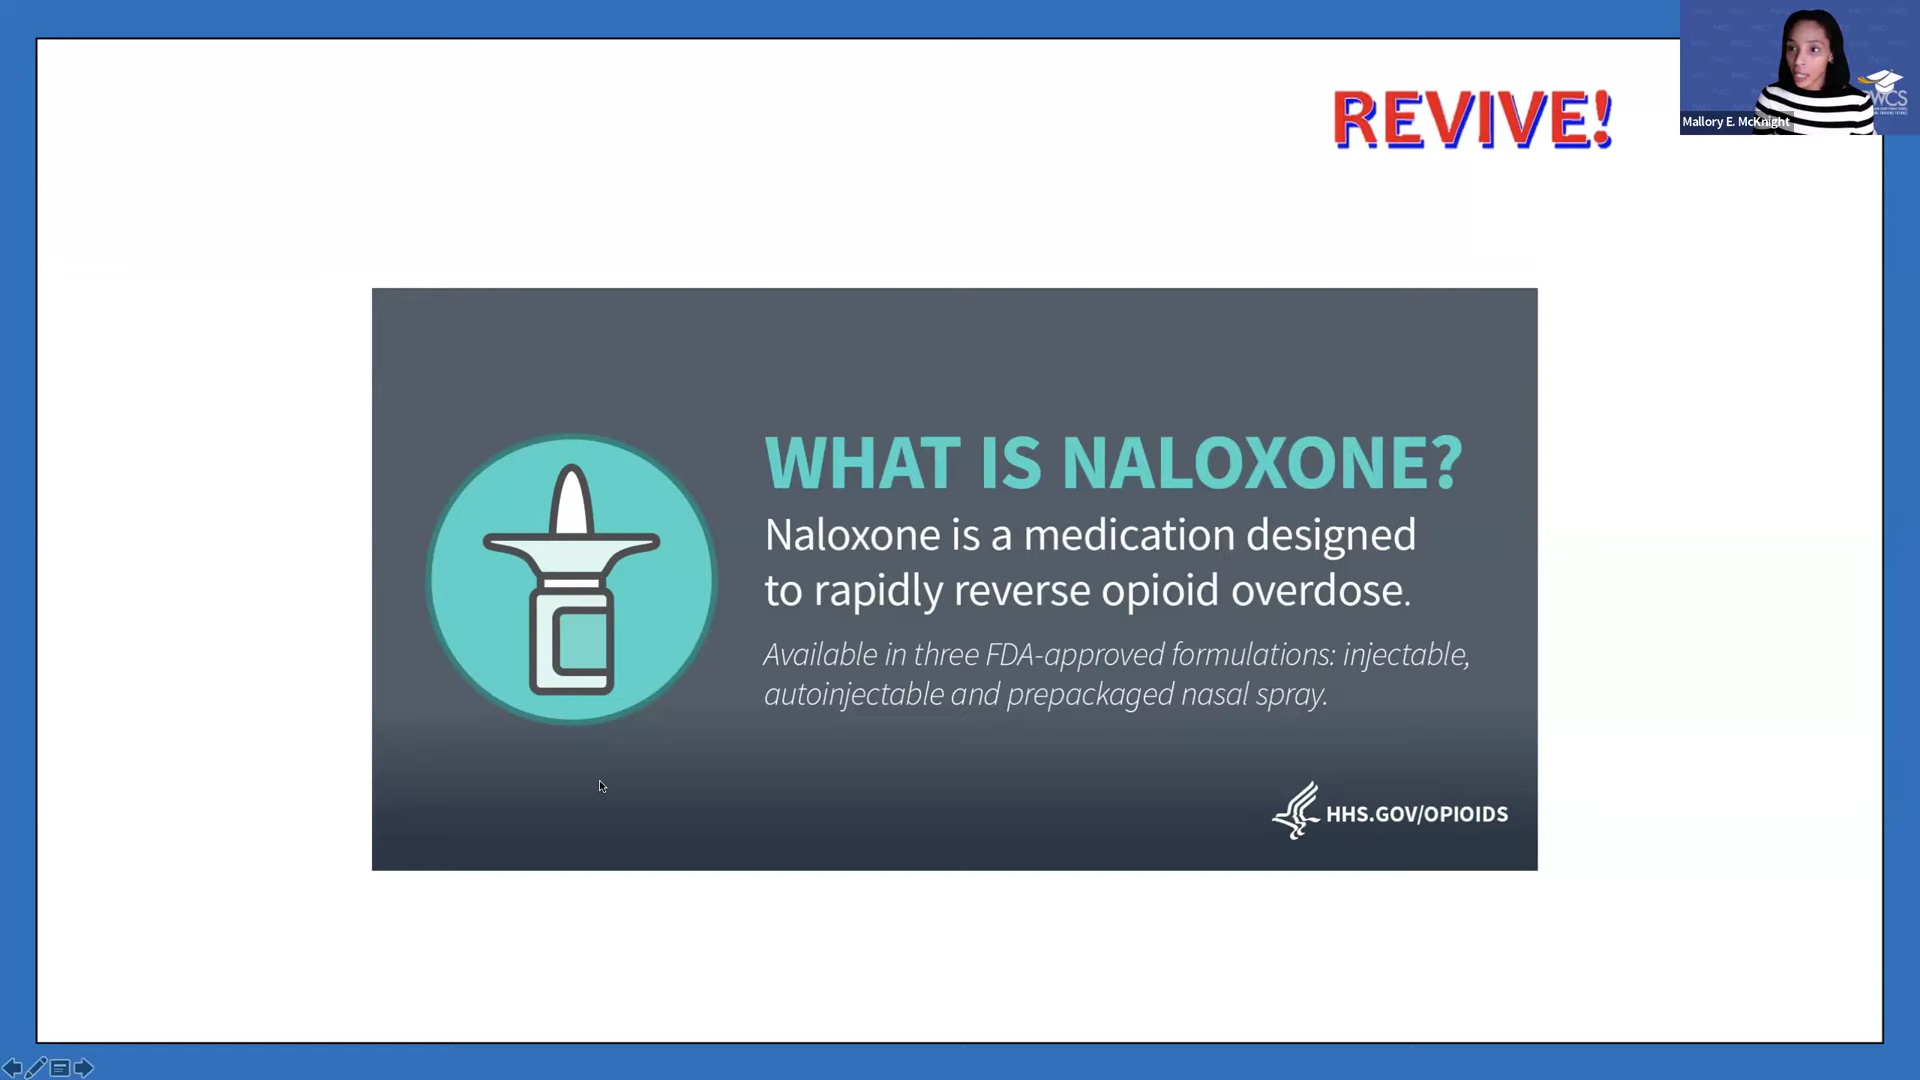 REVIVE!
Mallory E. McKnight
WHAT IS NALOXONE?
Naloxone is a medication designed
to rapidly reverse opioid overdose.
Available in three FDA-approved formulations: injectable,
autoinjectable and prepackaged nasal spray.
HHS.GOV/OPIOIDS